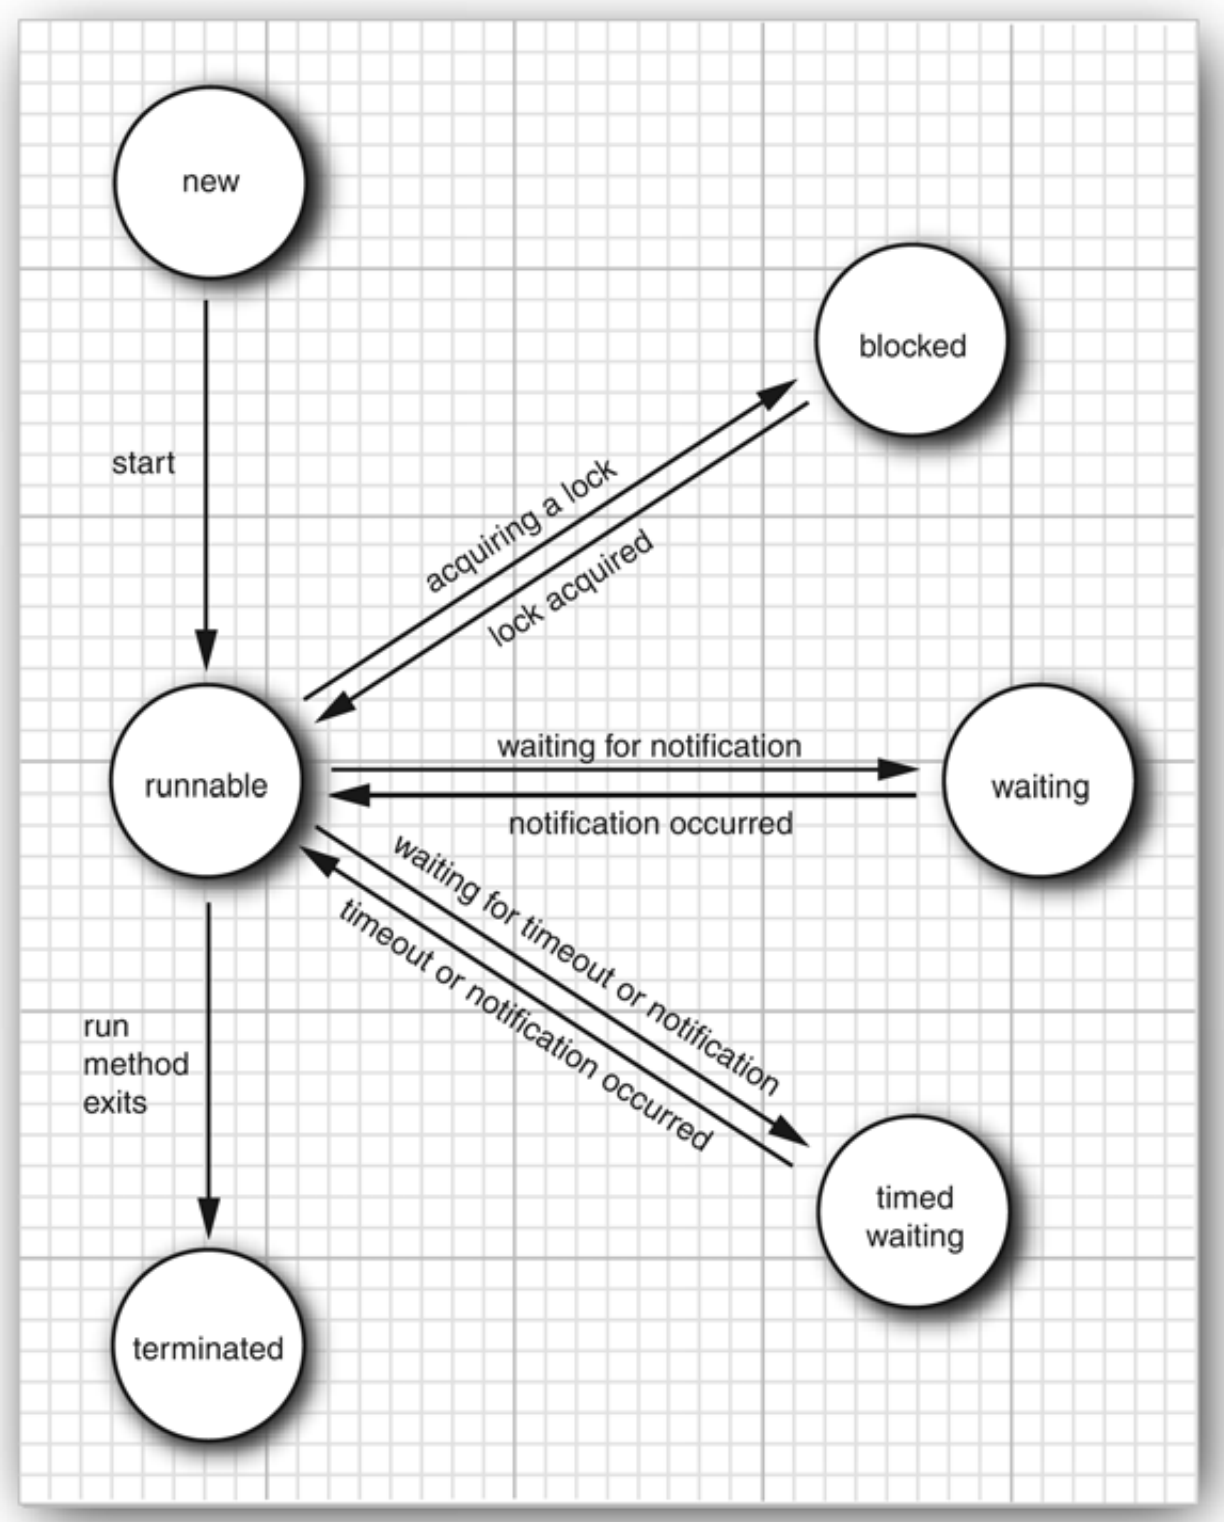 new
blocked
start
acquiring a lock
lock acquired
waiting for notification
runnable
waiting
notification occurred
waiting for timeout or notification
timeout or notification occurred
run
method
exits
timed
waiting
terminated